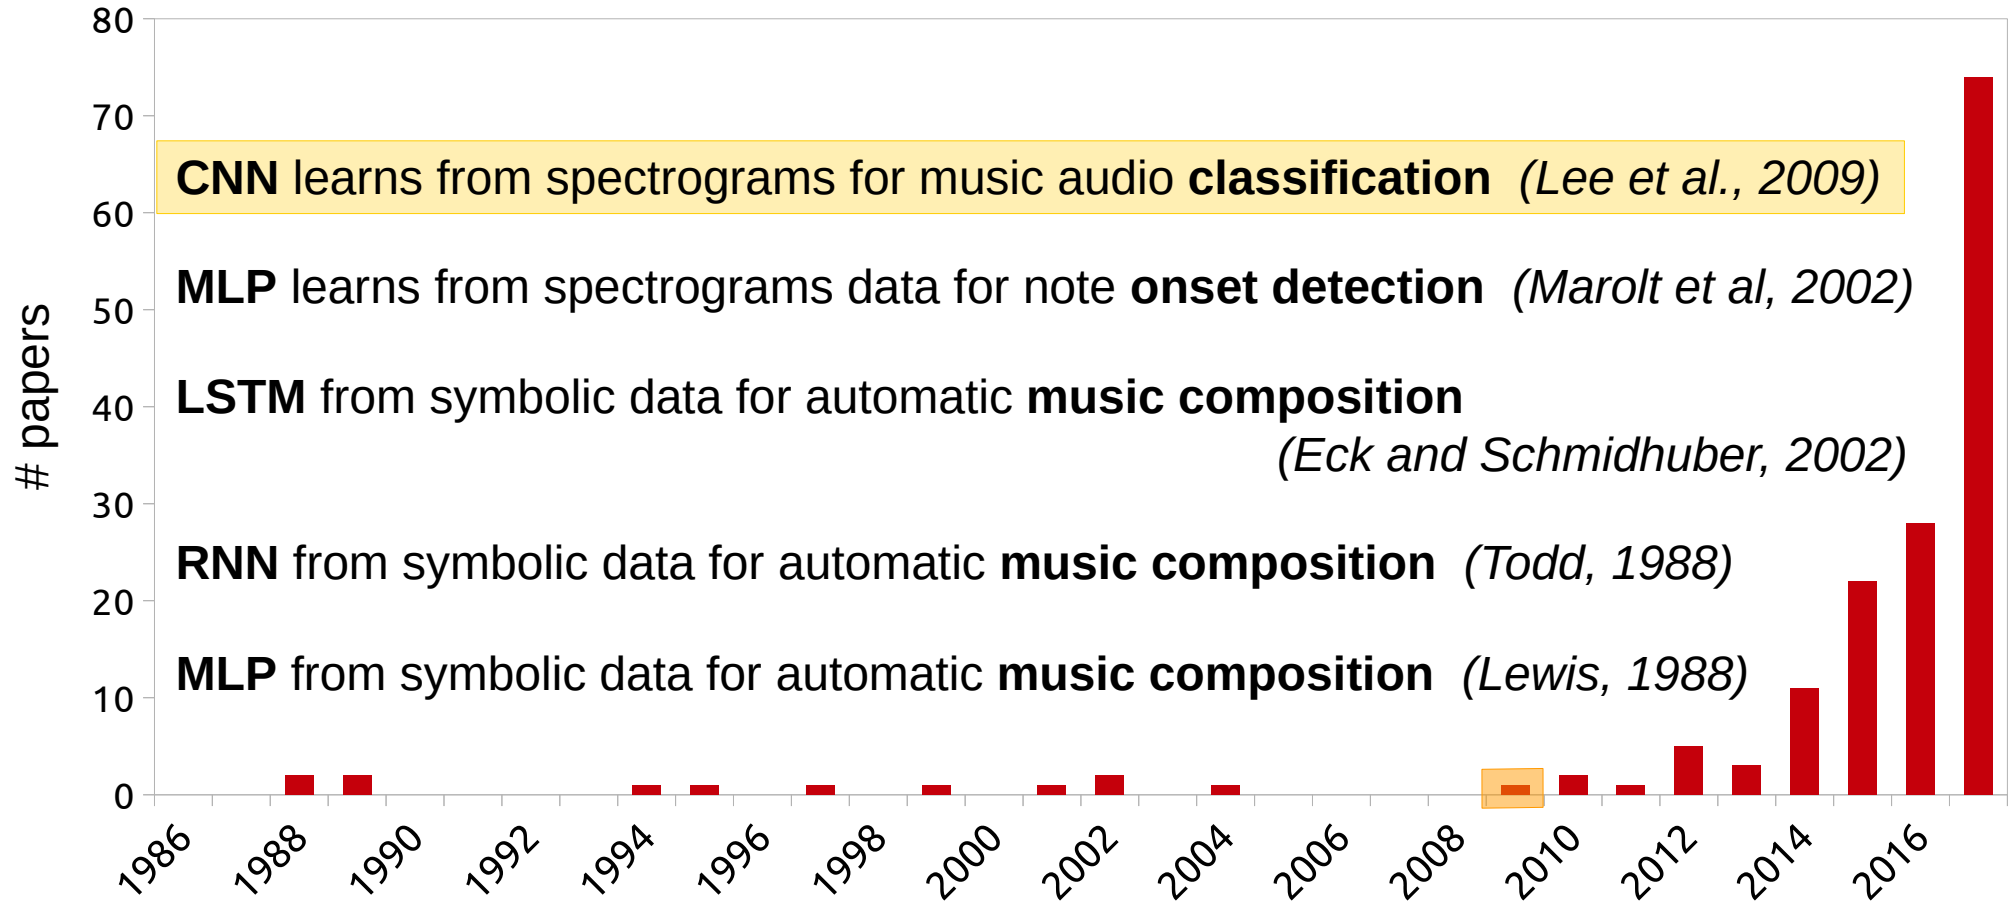 80
70
60
50
40
30
20
10
0
# papers
CNN learns from spectrograms for music audio classification (Lee et al., 2009)
MLP learns from spectrograms data for note onset detection (Marolt et al, 2002)
LSTM from symbolic data for automatic music composition
(Eck and Schmidhuber, 2002)
RNN from symbolic data for automatic music composition (Todd, 1988)
MLP from symbolic data for automatic music composition (Lewis, 1988)
1986 1988 1990 1992 1994 1996 1998 2000 2002 2004 2006 2008 2010 2012 2014 2016